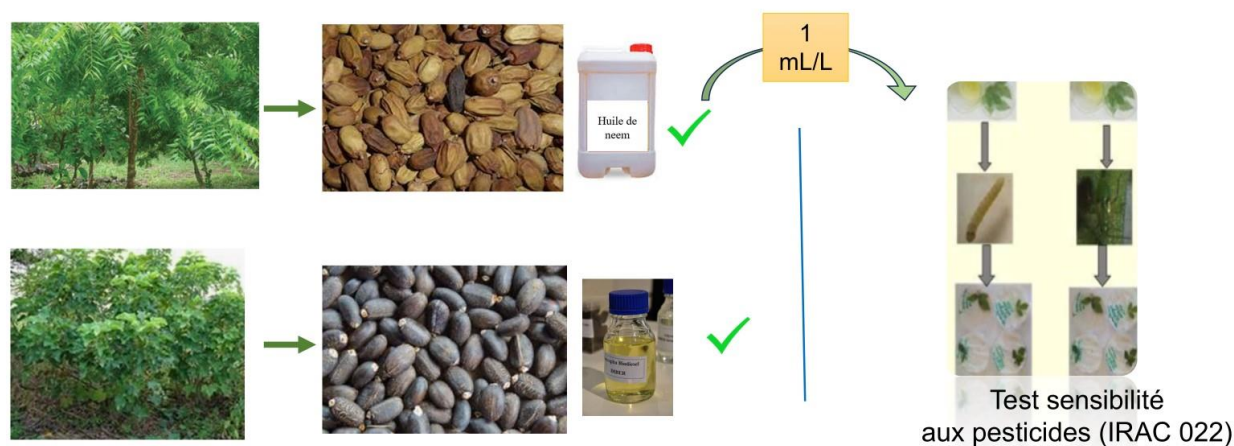 1
mL/L
Huile de
neem
Test sensibilité
aux pesticides (IRAC 022)